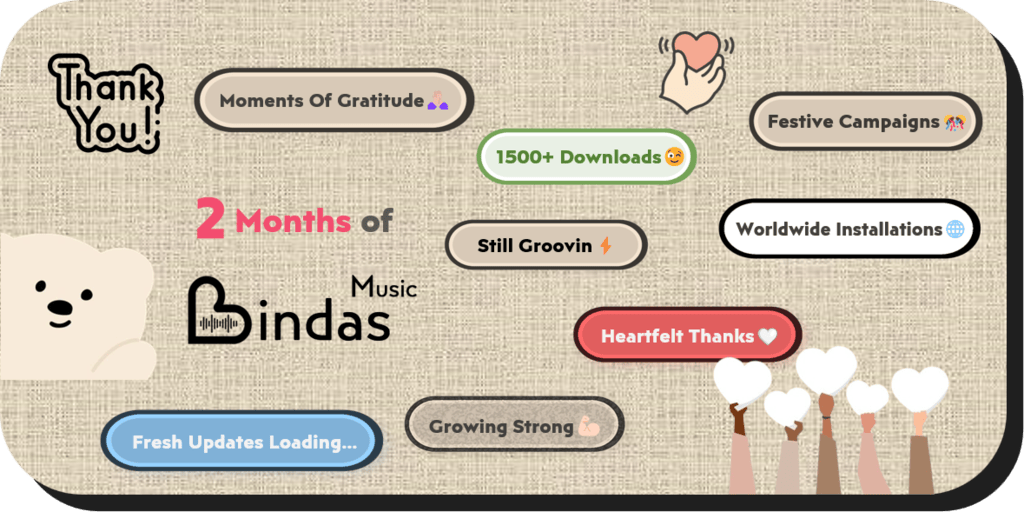 Thank
You!
Moments Of Gratitude
Festive Campaigns
1500+ Downloads
2 Months of
Bindas
Music
Still Groovin
Worldwide Installations
Heartfelt Thanks
Growing Strong
Fresh Updates Loading...